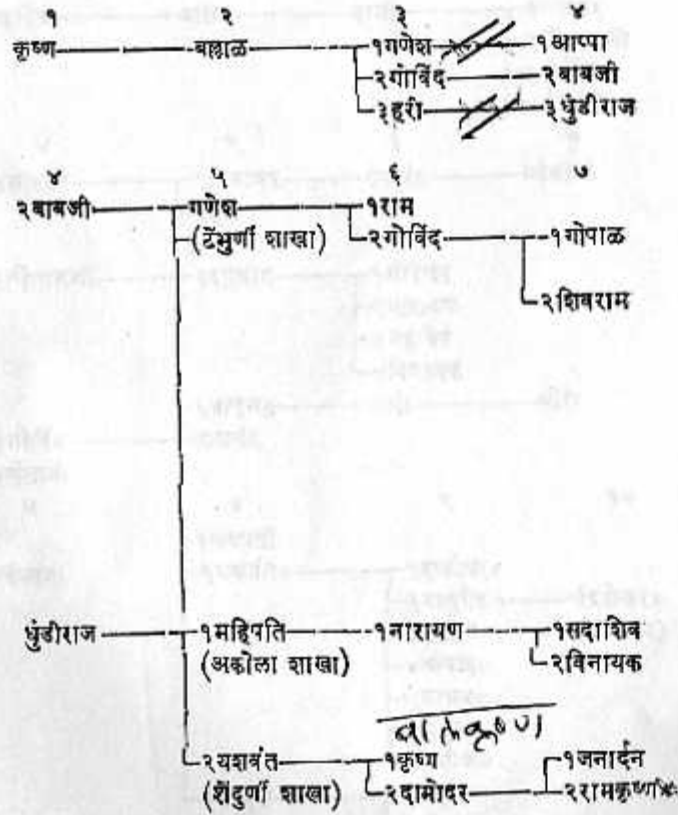 १ २ ३ ४
कृष्ण बल्लाळ १गणेश १आप्पा
२गोविंद २बाबजी
३हरी ३धुंडीराज
४ ५ ६ ७
२बाबजी गणेश १राम
(टेंभुर्णी शाखा) २गोविंद १गोपाळ
२शिवराम
धुंडीराज १महिपति १नारायण १सदाशिव
(अकोला शाखा) २विनायक
बाळकृष्ण
२यशवंत १कृष्ण १जनार्दन
(शेंदुर्णी शाखा) २दामोदर २रामकृष्ण*